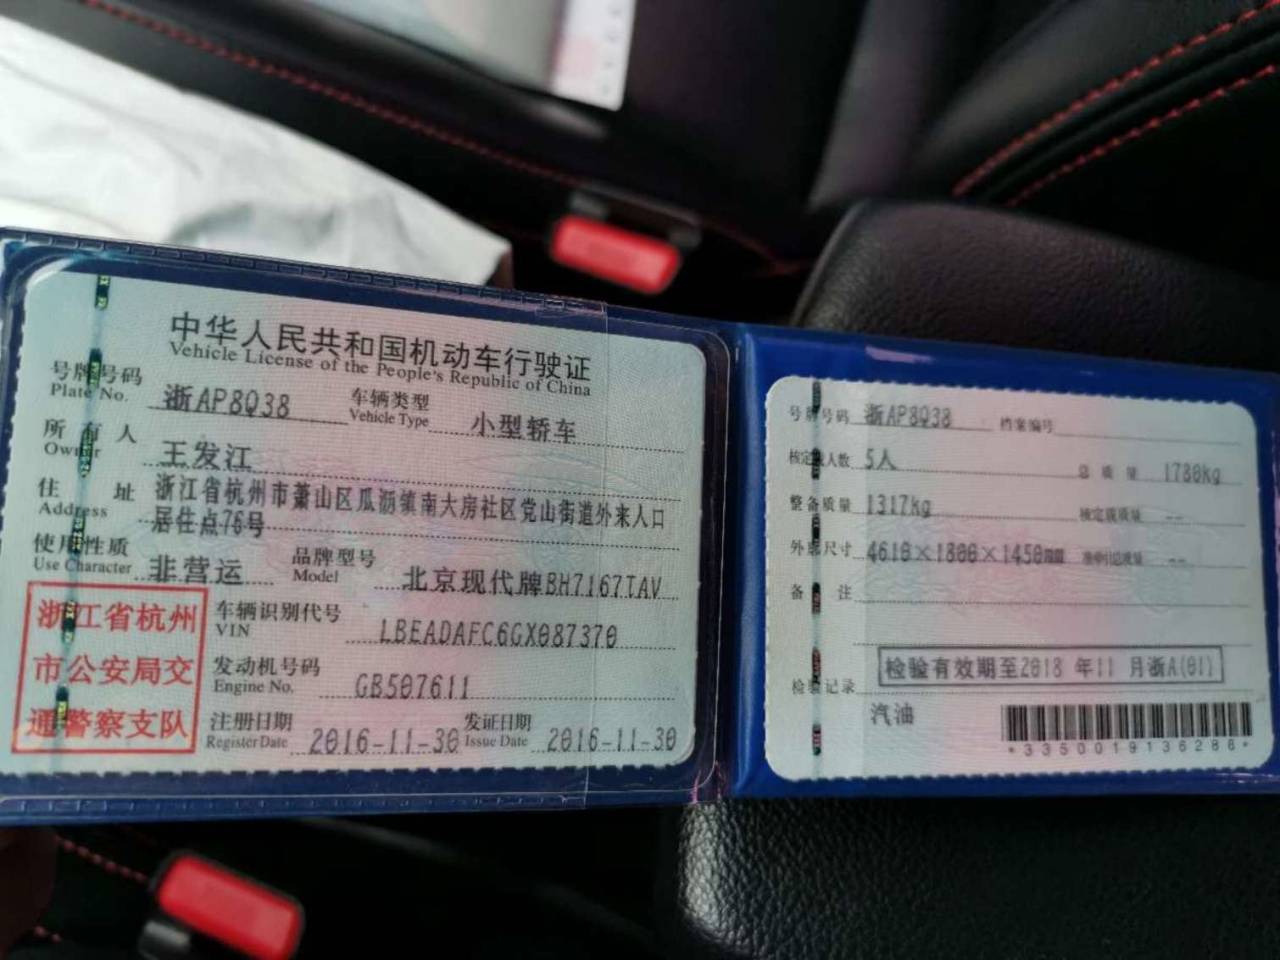 中华人民共和国机动车行驶证
Vehicle License of the People's Republic of China
号牌号码 浙AP8Q38 车辆类型 小型轿车
Plate No. Vehicle Type
所有人 王发江
Owner
住址 浙江省杭州市萧山区瓜沥镇南大房社区党山街道外来人口
Address 居住点76号
使用性质 非营运 品牌型号 北京现代牌BH7167TAV
Use Character Model
浙江省杭州
市公安局交
通警察支队
车辆识别代号 LBEADAFC6GX087370
VIN
发动机号码 GB507611
Engine No.
注册日期 2016-11-30 发证日期 2016-11-30
Register Date Issue Date
号牌号码 浙AP8Q38 档案编号
核定载人数 5人 总质量 1780kg
整备质量 1317kg 核定载质量 --
外廓尺寸 4610×1800×1450mm 准牵引总质量 --
备注
检验有效期至2018年11月浙A(01)
检验记录
汽油
*3350019136286*